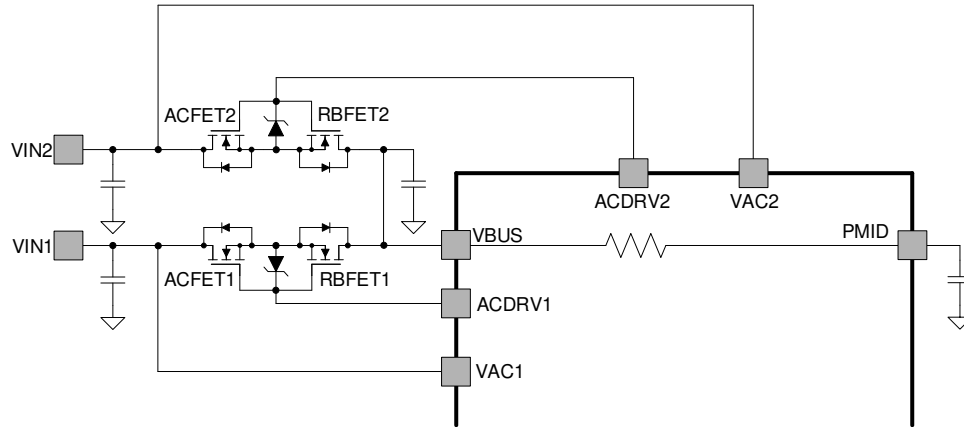 ACFET2
RBFET2
VIN2
ACDRV2
VAC2
VIN1
VBUS
PMID
ACFET1
RBFET1
ACDRV1
VAC1